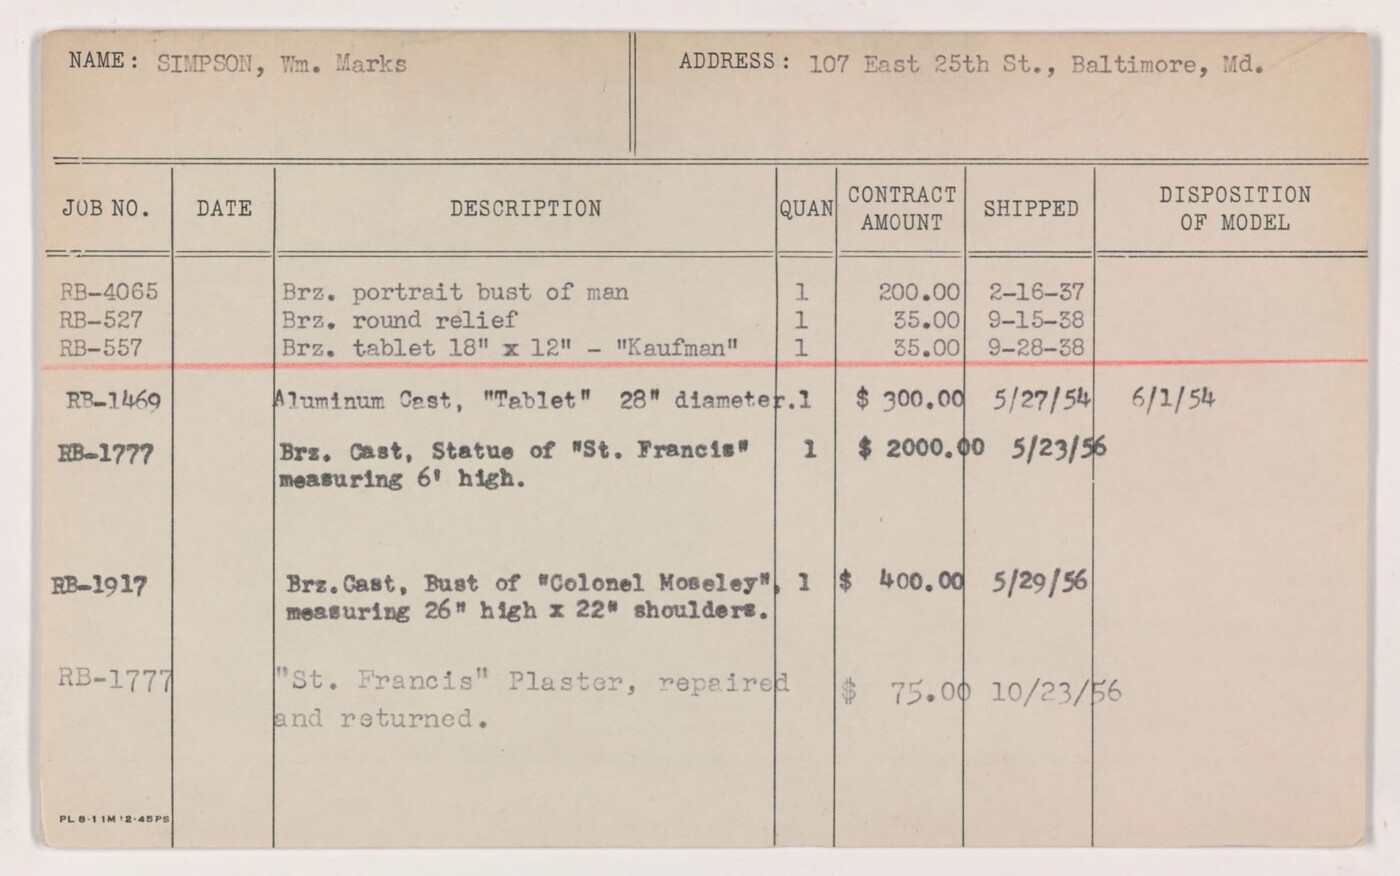 NAME: SIMPSON, Wm. Marks ADDRESS: 107 East 25th St., Baltimore, Md.
JOB NO. DATE DESCRIPTION QUAN CONTRACT AMOUNT SHIPPED DISPOSITION OF MODEL
RB-4065 Brz. portrait bust of man 1 200.00 2-16-37
RB-527 Brz. round relief 1 35.00 9-15-38
RB-557 Brz. tablet 18" x 12" - "Kaufman" 1 35.00 9-28-38
RB-1469 Aluminum Cast, "Tablet" 28" diameter. 1 $ 300.00 5/27/54 6/1/54
RB-1777 Brz. Cast, Statue of "St. Francis" 1 $ 2000.00 5/23/56
measuring 6' high.
RB-1917 Brz.Cast, Bust of "Colonel Moseley", 1 $ 400.00 5/29/56
measuring 26" high x 22" shoulders.
RB-1777 "St. Francis" Plaster, repaired $ 75.00 10/23/56
and returned.
PL 8-1 1M '2-45PS